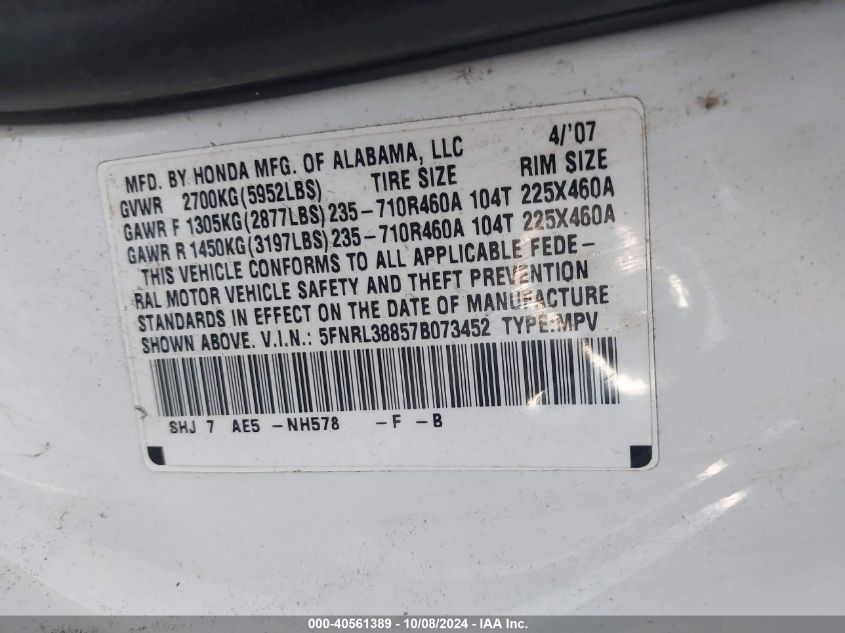 MFD. BY HONDA MFG. OF ALABAMA, LLC 4/'07
GVWR 2700KG(5952LBS) TIRE SIZE RIM SIZE
GAWR F 1305KG(2877LBS) 235-710R460A 104T 225X460A
GAWR R 1450KG(3197LBS) 235-710R460A 104T 225X460A
THIS VEHICLE CONFORMS TO ALL APPLICABLE FEDE-
RAL MOTOR VEHICLE SAFETY AND THEFT PREVENTION
STANDARDS IN EFFECT ON THE DATE OF MANUFACTURE
SHOWN ABOVE. V.I.N.: 5FNRL38857B073452 TYPE:MPV
SHJ 7 AE5 -NH578 -F -B
000-40561389 - 10/08/2024 - IAA Inc.